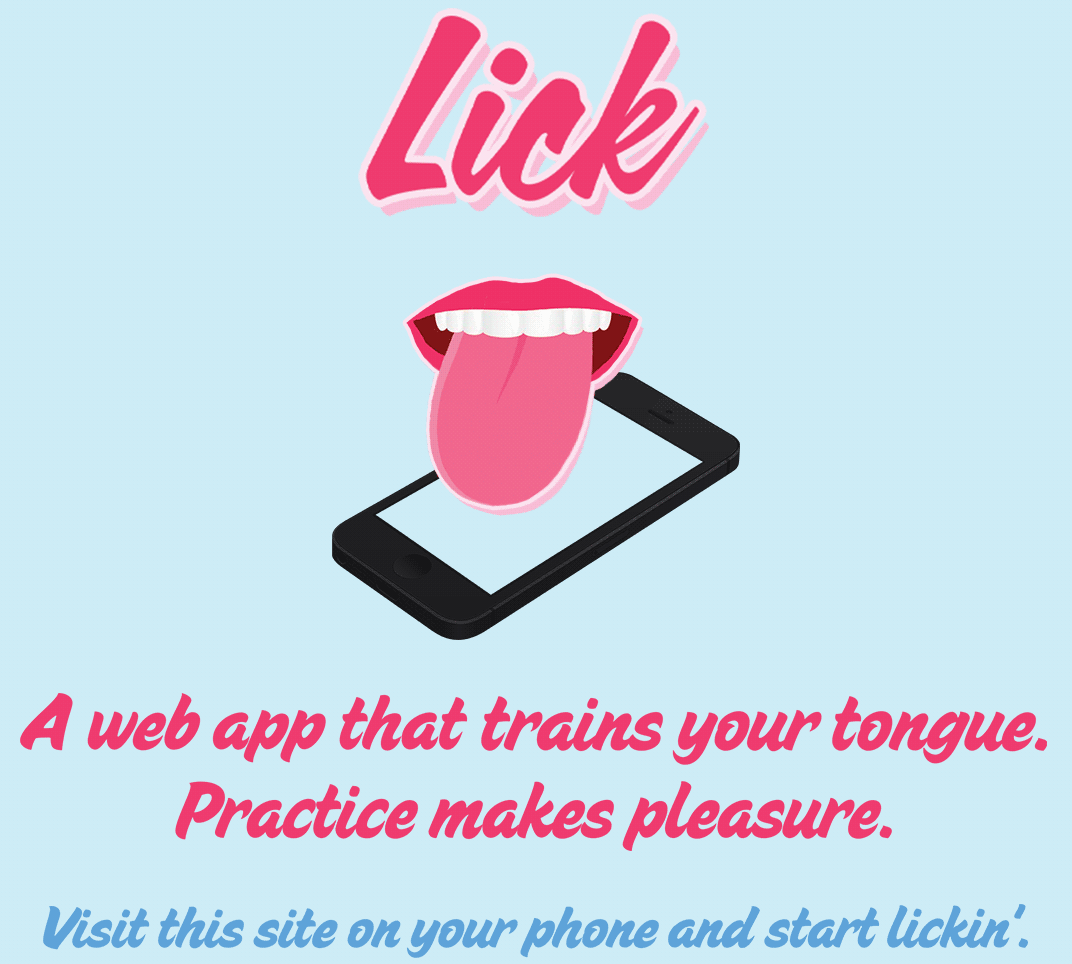 Lick
A web app that trains your tongue.
Practice makes pleasure.
Visit this site on your phone and start lickin'.